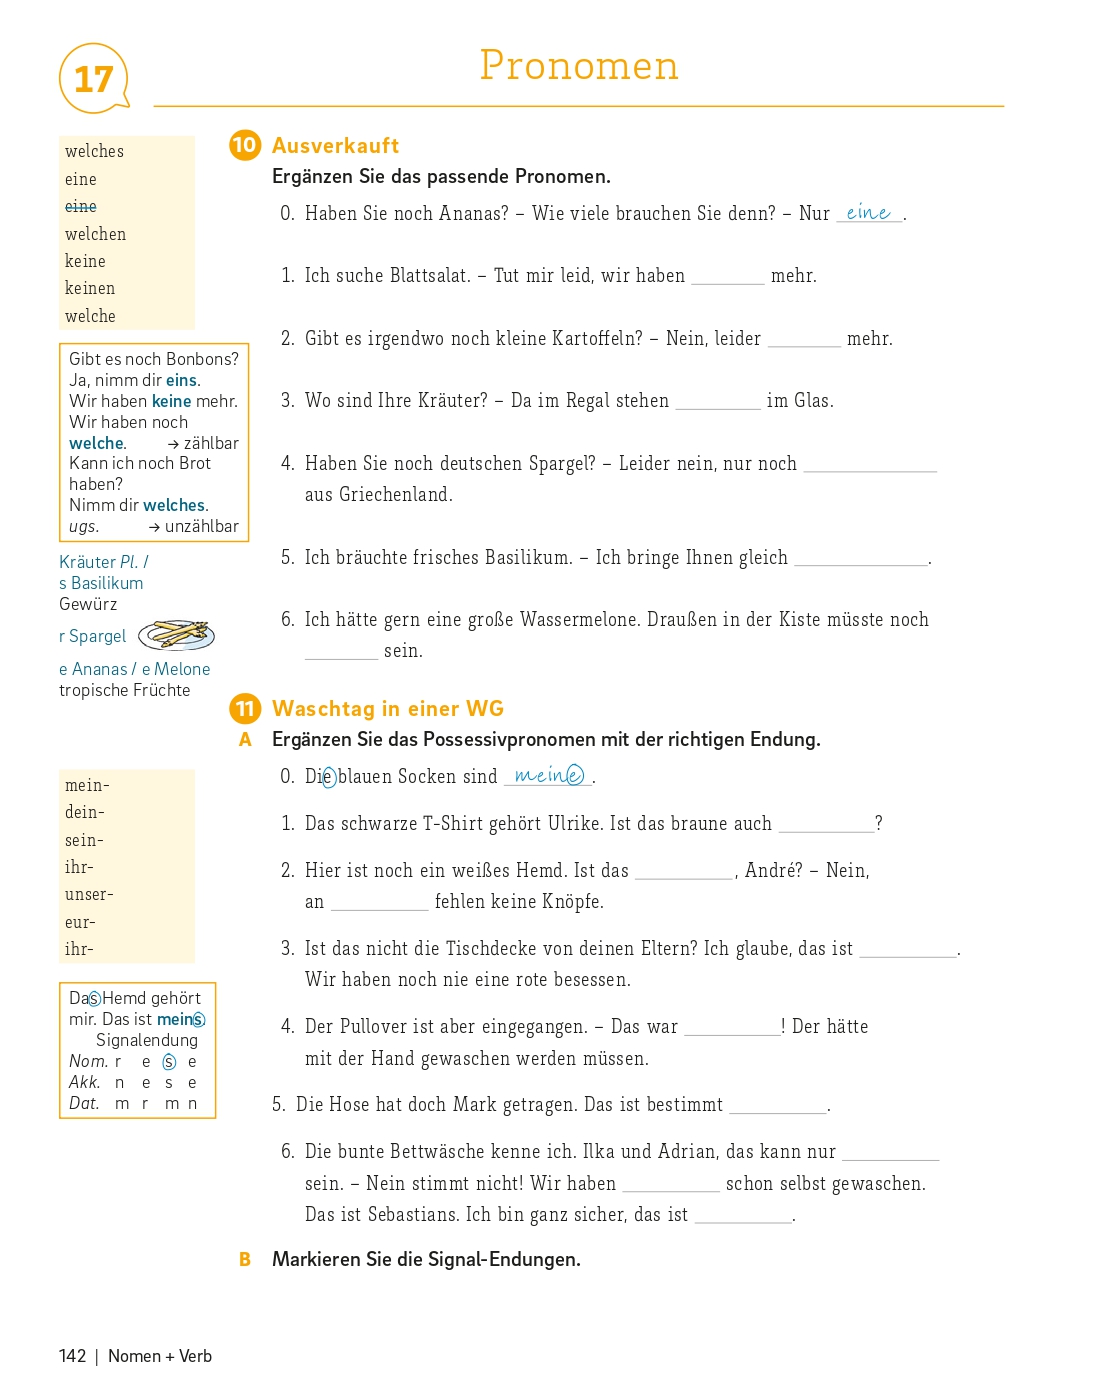 17
Pronomen
welches
eine
eine
welchen
keine
keinen
welche
Gibt es noch Bonbons?
Ja, nimm dir eins.
Wir haben keine mehr.
Wir haben noch
welche. → zählbar
Kann ich noch Brot
haben?
Nimm dir welches.
ugs. → unzählbar
Kräuter Pl. /
s Basilikum
Gewürz
r Spargel
e Ananas / e Melone
tropische Früchte
10 Ausverkauft
Ergänzen Sie das passende Pronomen.
0. Haben Sie noch Ananas? – Wie viele brauchen Sie denn? – Nur eine.
1. Ich suche Blattsalat. – Tut mir leid, wir haben ________ mehr.
2. Gibt es irgendwo noch kleine Kartoffeln? – Nein, leider ________ mehr.
3. Wo sind Ihre Kräuter? – Da im Regal stehen ________ im Glas.
4. Haben Sie noch deutschen Spargel? – Leider nein, nur noch ________
aus Griechenland.
5. Ich bräuchte frisches Basilikum. – Ich bringe Ihnen gleich ________.
6. Ich hätte gern eine große Wassermelone. Draußen in der Kiste müsste noch
________ sein.
11 Waschtag in einer WG
A Ergänzen Sie das Possessivpronomen mit der richtigen Endung.
mein-
dein-
sein-
ihr-
unser-
eur-
ihr-
Das Hemd gehört
mir. Das ist meins.
Signalendung
Nom. r e s e
Akk. n e s e
Dat. m r m n
0. Die blauen Socken sind meine.
1. Das schwarze T-Shirt gehört Ulrike. Ist das braune auch ________?
2. Hier ist noch ein weißes Hemd. Ist das ________, André? – Nein,
an ________ fehlen keine Knöpfe.
3. Ist das nicht die Tischdecke von deinen Eltern? Ich glaube, das ist ________.
Wir haben noch nie eine rote besessen.
4. Der Pullover ist aber eingegangen. – Das war ________! Der hätte
mit der Hand gewaschen werden müssen.
5. Die Hose hat doch Mark getragen. Das ist bestimmt ________.
6. Die bunte Bettwäsche kenne ich. Ilka und Adrian, das kann nur ________
sein. – Nein stimmt nicht! Wir haben ________ schon selbst gewaschen.
Das ist Sebastians. Ich bin ganz sicher, das ist ________.
B Markieren Sie die Signal-Endungen.
142 | Nomen + Verb